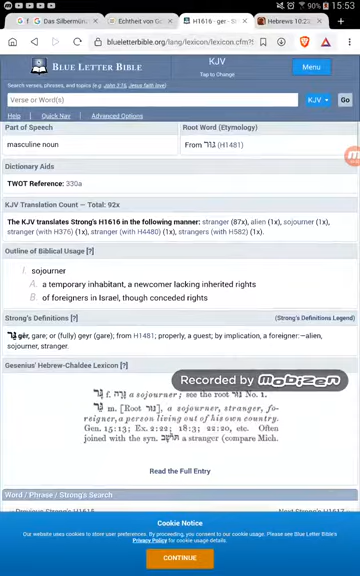 15:53
Das Silbermün
Echtheit von Go
H1616 - ger - S
Hebrews 10:23
blueletterbible.org/lang/lexicon/lexicon.cfm?S
BLUE LETTER BIBLE
KJV
Tap to Change
Menu
Search verses, phrases, and topics (e.g. John 3:16, Jesus faith love)
Verse or Word(s)
KJV
Go
Help
Quick Nav
Advanced Options
Part of Speech
Root Word (Etymology)
masculine noun
From גּוּר (H1481)
Dictionary Aids
TWOT Reference: 330a
KJV Translation Count — Total: 92x
The KJV translates Strong's H1616 in the following manner: stranger (87x), alien (1x), sojourner (1x),
stranger (with H376) (1x), stranger (with H4480) (1x), strangers (with H582) (1x).
Outline of Biblical Usage [?]
I. sojourner
A. a temporary inhabitant, a newcomer lacking inherited rights
B. of foreigners in Israel, though conceded rights
Strong's Definitions [?]
(Strong's Definitions Legend)
גֵּר gêr, gare; or (fully) geyr (gare); from H1481; properly, a guest; by implication, a foreigner:—alien,
sojourner, stranger.
Gesenius' Hebrew-Chaldee Lexicon [?]
Recorded by mobizen
a sojourner; see the root גּוּר No. 1.
גֵּר m. [Root גּוּר], a sojourner, stranger, fo-
reigner, a person living out of his own country.
Gen. 15:13; Ex. 2:22; 18:3; 22:20, etc. Often
joined with the syn. תּוֹשָׁב a stranger (compare Mich.
Read the Full Entry
Word / Phrase / Strong's Search
Previous Strong's H1615
Next Strong's H1617
Cookie Notice
Our website uses cookies to store user preferences. By proceeding, you consent to our cookie usage. Please see Blue Letter Bible's
Privacy Policy for cookie usage details.
CONTINUE